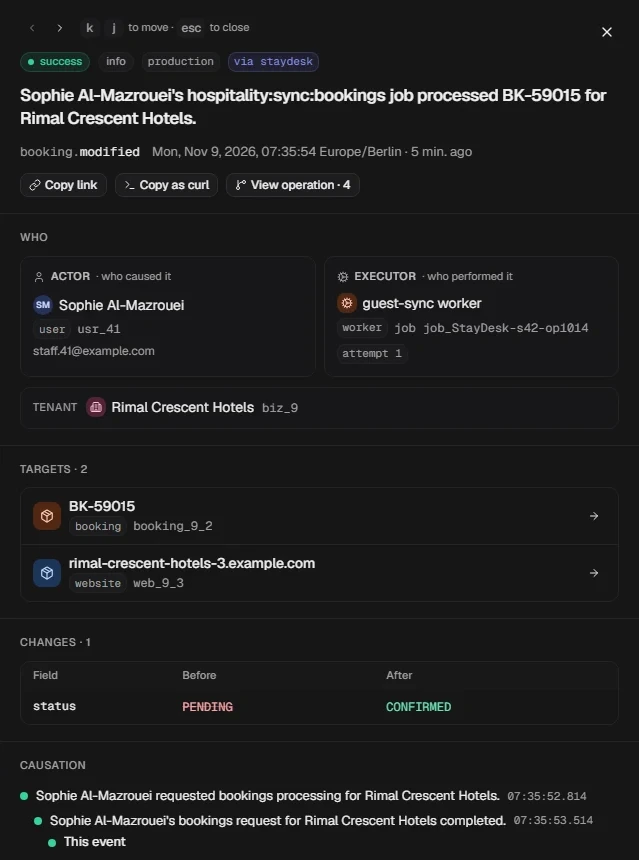 k j to move · esc to close
success info production via staydesk
Sophie Al-Mazrouei's hospitality:sync:bookings job processed BK-59015 for
Rimal Crescent Hotels.
booking.modified Mon, Nov 9, 2026, 07:35:54 Europe/Berlin · 5 min. ago
Copy link Copy as curl View operation · 4
WHO
ACTOR · who caused it
SM Sophie Al-Mazrouei
user usr_41
staff.41@example.com
EXECUTOR · who performed it
guest-sync worker
worker job job_StayDesk-s42-op1014
attempt 1
TENANT Rimal Crescent Hotels biz_9
TARGETS · 2
BK-59015
booking booking_9_2
rimal-crescent-hotels-3.example.com
website web_9_3
CHANGES · 1
Field Before After
status PENDING CONFIRMED
CAUSATION
Sophie Al-Mazrouei requested bookings processing for Rimal Crescent Hotels. 07:35:52.814
Sophie Al-Mazrouei's bookings request for Rimal Crescent Hotels completed. 07:35:53.514
This event